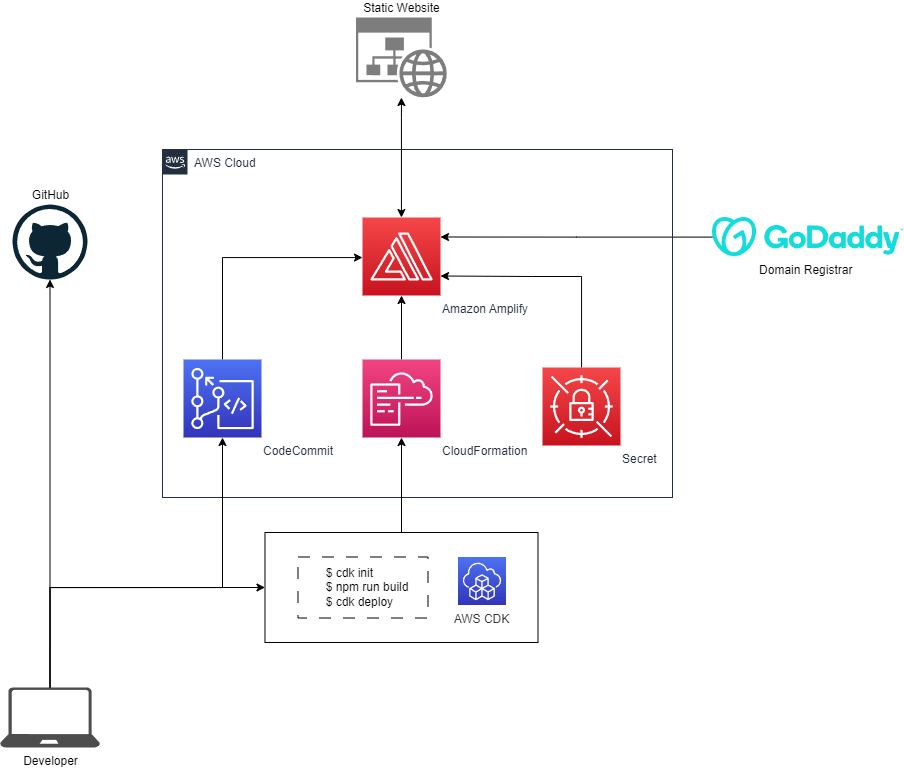 Static Website
aws
AWS Cloud
GitHub
GoDaddy
Domain Registrar
Amazon Amplify
</>
CodeCommit
CloudFormation
Secret
$ cdk init
$ npm run build
$ cdk deploy
AWS CDK
Developer